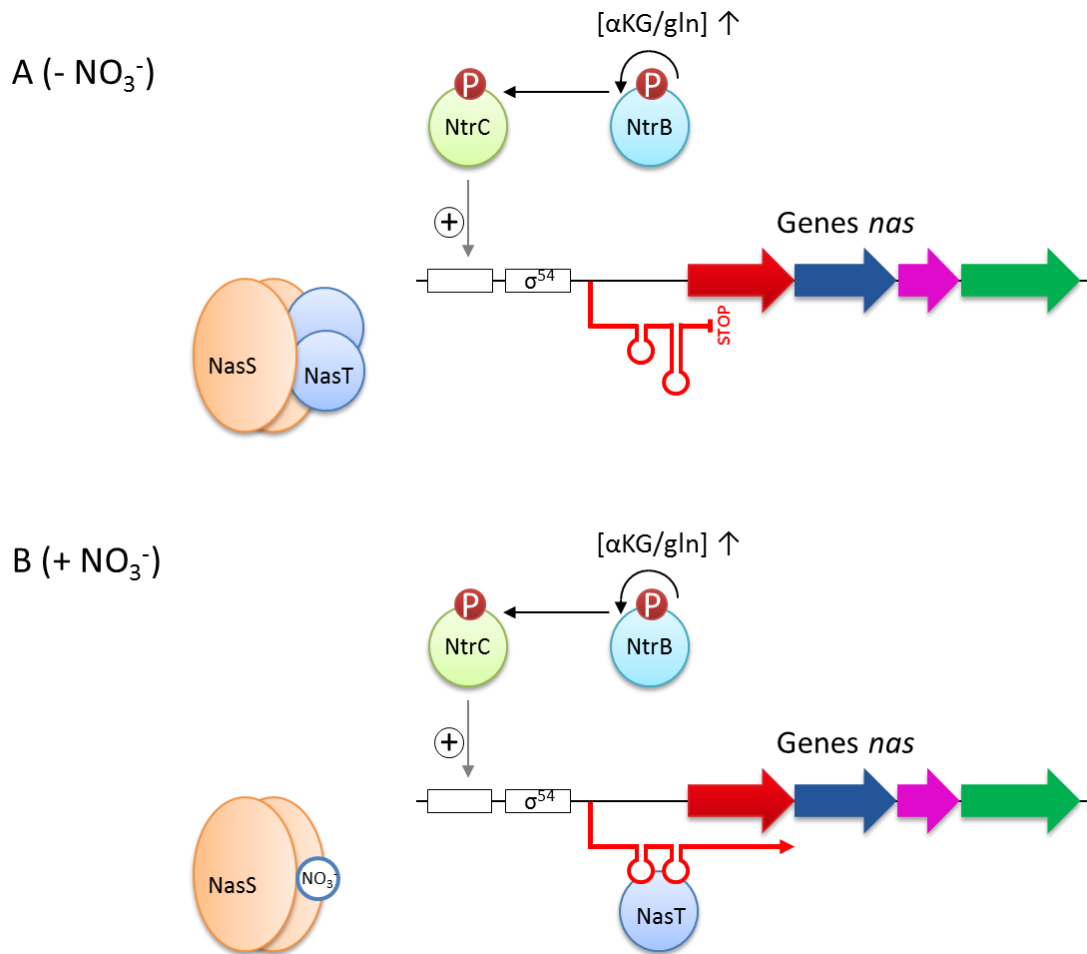 A (- NO₃⁻)
[αKG/gln] ↑
P
P
NtrC
NtrB
+
Genes nas
σ⁵⁴
STOP
NasS
NasT
B (+ NO₃⁻)
[αKG/gln] ↑
P
P
NtrC
NtrB
+
Genes nas
σ⁵⁴
NasS
NO₃⁻
NasT